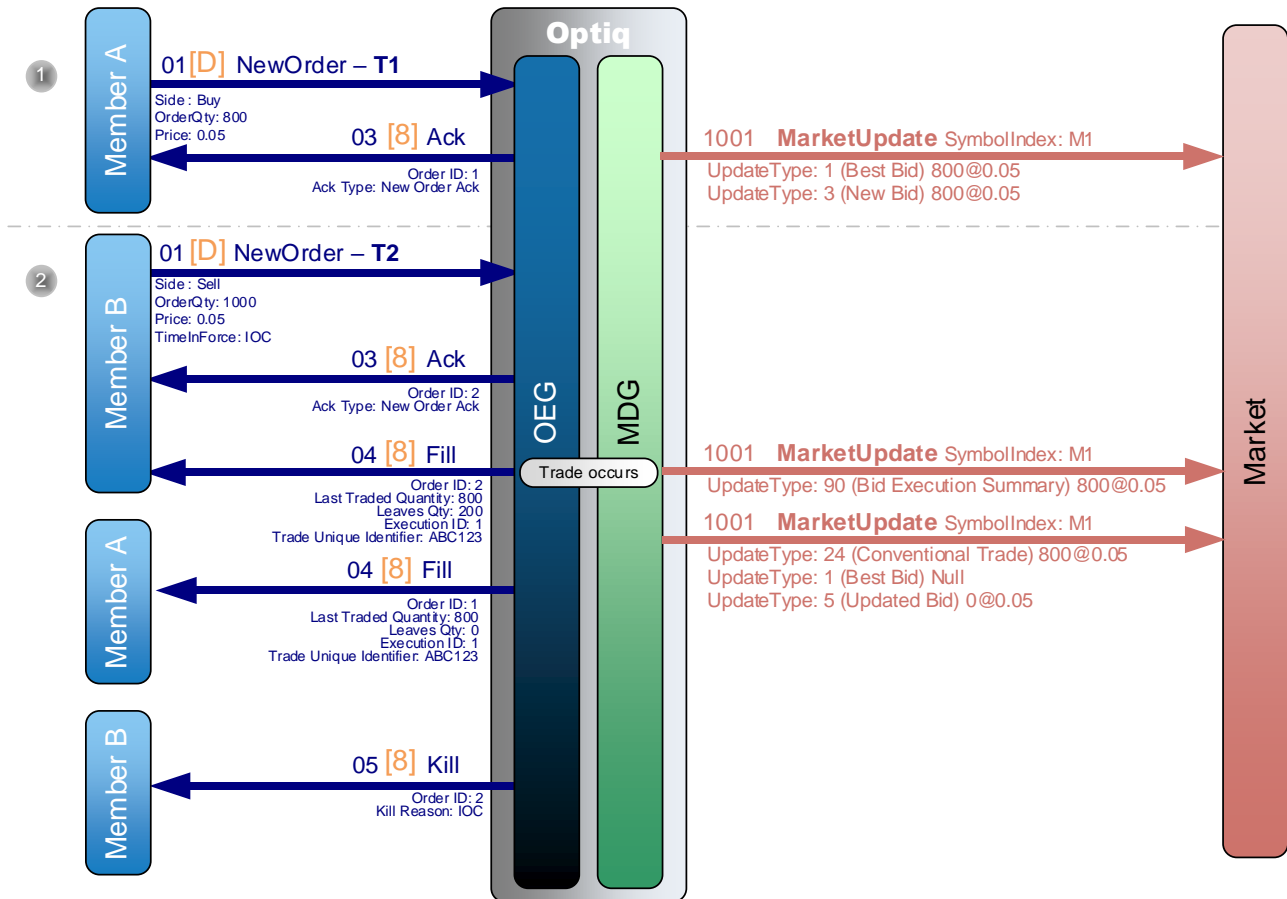 Optiq
1
Member A
01 [D] NewOrder – T1
Side : Buy
OrderQty: 800
Price: 0.05
03 [8] Ack
Order ID: 1
Ack Type: New Order Ack
1001 MarketUpdate SymbolIndex: M1
UpdateType: 1 (Best Bid) 800@0.05
UpdateType: 3 (New Bid) 800@0.05
2
Member B
01 [D] NewOrder – T2
Side : Sell
OrderQty: 1000
Price: 0.05
TimeInForce: IOC
03 [8] Ack
Order ID: 2
Ack Type: New Order Ack
OEG
MDG
Market
04 [8] Fill
Order ID: 2
Last Traded Quantity: 800
Leaves Qty: 200
Execution ID: 1
Trade Unique Identifier: ABC123
Trade occurs
1001 MarketUpdate SymbolIndex: M1
UpdateType: 90 (Bid Execution Summary) 800@0.05
1001 MarketUpdate SymbolIndex: M1
UpdateType: 24 (Conventional Trade) 800@0.05
UpdateType: 1 (Best Bid) Null
UpdateType: 5 (Updated Bid) 0@0.05
Member A
04 [8] Fill
Order ID: 1
Last Traded Quantity: 800
Leaves Qty: 0
Execution ID: 1
Trade Unique Identifier: ABC123
Member B
05 [8] Kill
Order ID: 2
Kill Reason: IOC